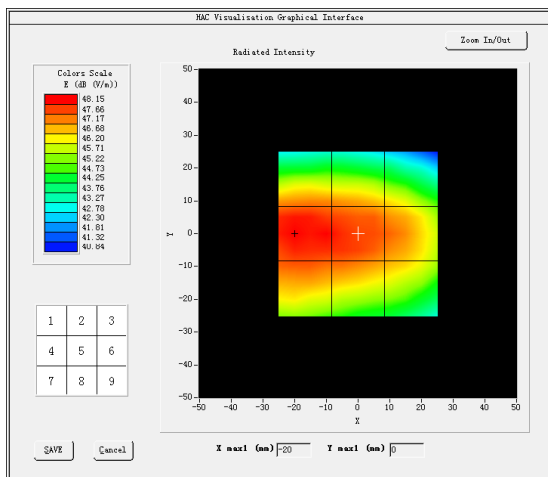 HAC Visualisation Graphical Interface
Zoom In/Out
Radiated Intensity
Colors Scale
E (dB (V/m))
48.15
47.66
47.17
46.68
46.20
45.71
45.22
44.73
44.25
43.76
43.27
42.78
42.30
41.81
41.32
40.84
50
40
30
20
10
0
-10
-20
-30
-40
-50
Y
-50 -40 -30 -20 -10 0 10 20 30 40 50
X
1 2 3
4 5 6
7 8 9
SAVE Cancel
X max1 (mm) -20 Y max1 (mm) 0